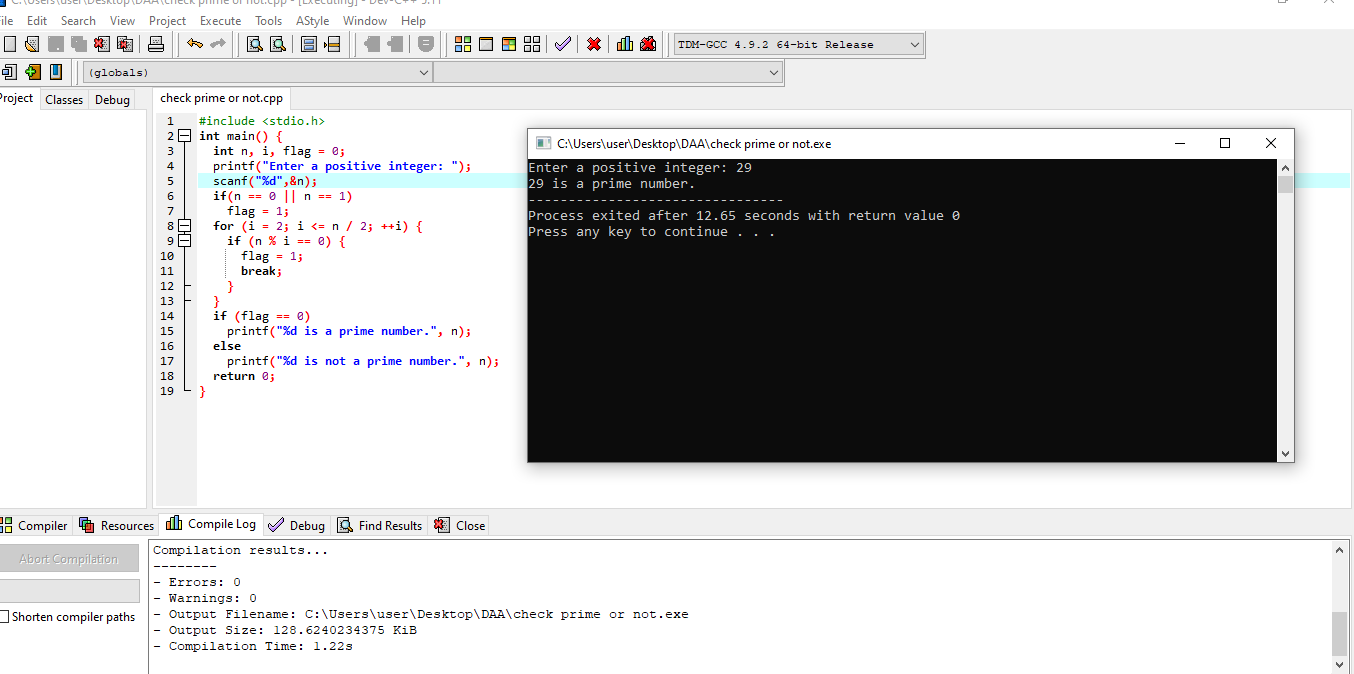 C:\Users\user\Desktop\DAA\check prime or not.cpp - [Executing] - Dev-C++ 5.11
File Edit Search View Project Execute Tools AStyle Window Help
TDM-GCC 4.9.2 64-bit Release
(globals)
Project Classes Debug
check prime or not.cpp
1 #include <stdio.h>
2 int main() {
3 int n, i, flag = 0;
4 printf("Enter a positive integer: ");
5 scanf("%d",&n);
6 if(n == 0 || n == 1)
7 flag = 1;
8 for (i = 2; i <= n / 2; ++i) {
9 if (n % i == 0) {
10 flag = 1;
11 break;
12 }
13 }
14 if (flag == 0)
15 printf("%d is a prime number.", n);
16 else
17 printf("%d is not a prime number.", n);
18 return 0;
19 }
C:\Users\user\Desktop\DAA\check prime or not.exe
Enter a positive integer: 29
29 is a prime number.
--------------------------------
Process exited after 12.65 seconds with return value 0
Press any key to continue . . .
Compiler Resources Compile Log Debug Find Results Close
Abort Compilation
Shorten compiler paths
Compilation results...
--------
- Errors: 0
- Warnings: 0
- Output Filename: C:\Users\user\Desktop\DAA\check prime or not.exe
- Output Size: 128.6240234375 KiB
- Compilation Time: 1.22s